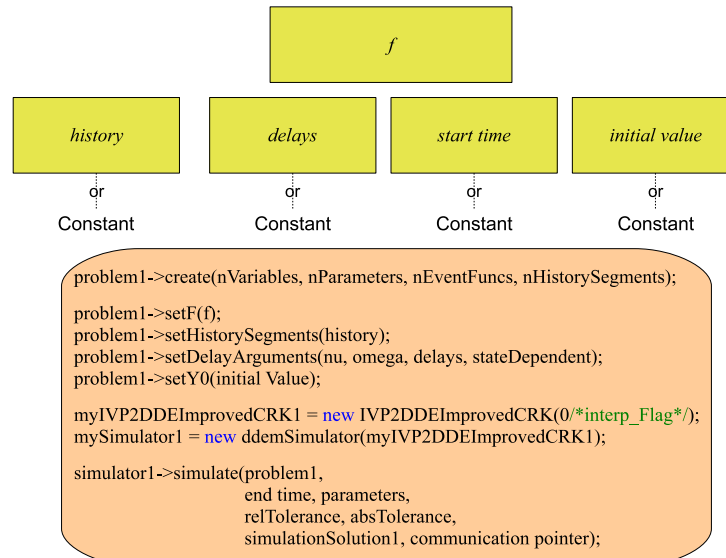 f
history delays start time initial value
or or or or
Constant Constant Constant Constant
problem1->create(nVariables, nParameters, nEventFuncs, nHistorySegments);
problem1->setF(f);
problem1->setHistorySegments(history);
problem1->setDelayArguments(nu, omega, delays, stateDependent);
problem1->setY0(initial Value);
myIVP2DDEImprovedCRK1 = new IVP2DDEImprovedCRK(0/*interp_Flag*/);
mySimulator1 = new ddemSimulator(myIVP2DDEImprovedCRK1);
simulator1->simulate(problem1,
end time, parameters,
relTolerance, absTolerance,
simulationSolution1, communication pointer);